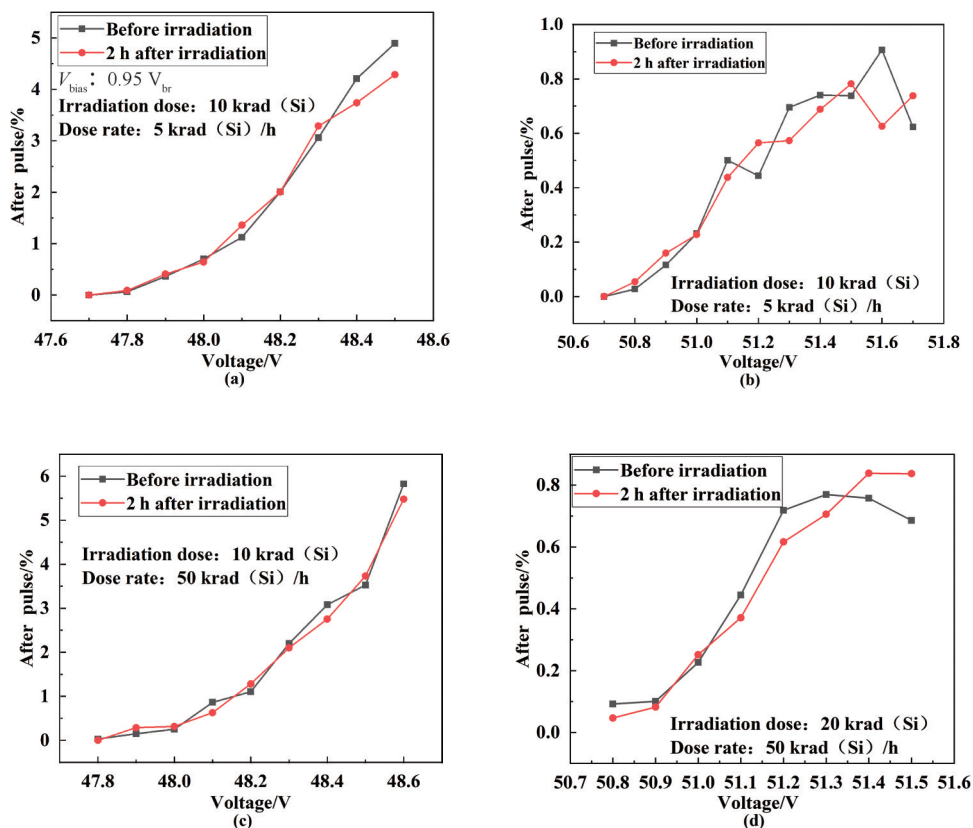 Before irradiation
2 h after irradiation
V_bias：0.95 V_br
Irradiation dose：10 krad（Si）
Dose rate：5 krad（Si）/h
After pulse/%
5
4
3
2
1
0
47.6 47.8 48.0 48.2 48.4 48.6
Voltage/V
(a)
Before irradiation
2 h after irradiation
Irradiation dose：10 krad（Si）
Dose rate：5 krad（Si）/h
After pulse/%
1.0
0.8
0.6
0.4
0.2
0.0
50.6 50.8 51.0 51.2 51.4 51.6 51.8
Voltage/V
(b)
Before irradiation
2 h after irradiation
Irradiation dose：10 krad（Si）
Dose rate：50 krad（Si）/h
After pulse/%
6
5
4
3
2
1
0
47.8 48.0 48.2 48.4 48.6
Voltage/V
(c)
Before irradiation
2 h after irradiation
Irradiation dose：20 krad（Si）
Dose rate：50 krad（Si）/h
After pulse/%
0.8
0.6
0.4
0.2
0.0
50.7 50.8 50.9 51.0 51.1 51.2 51.3 51.4 51.5 51.6
Voltage/V
(d)